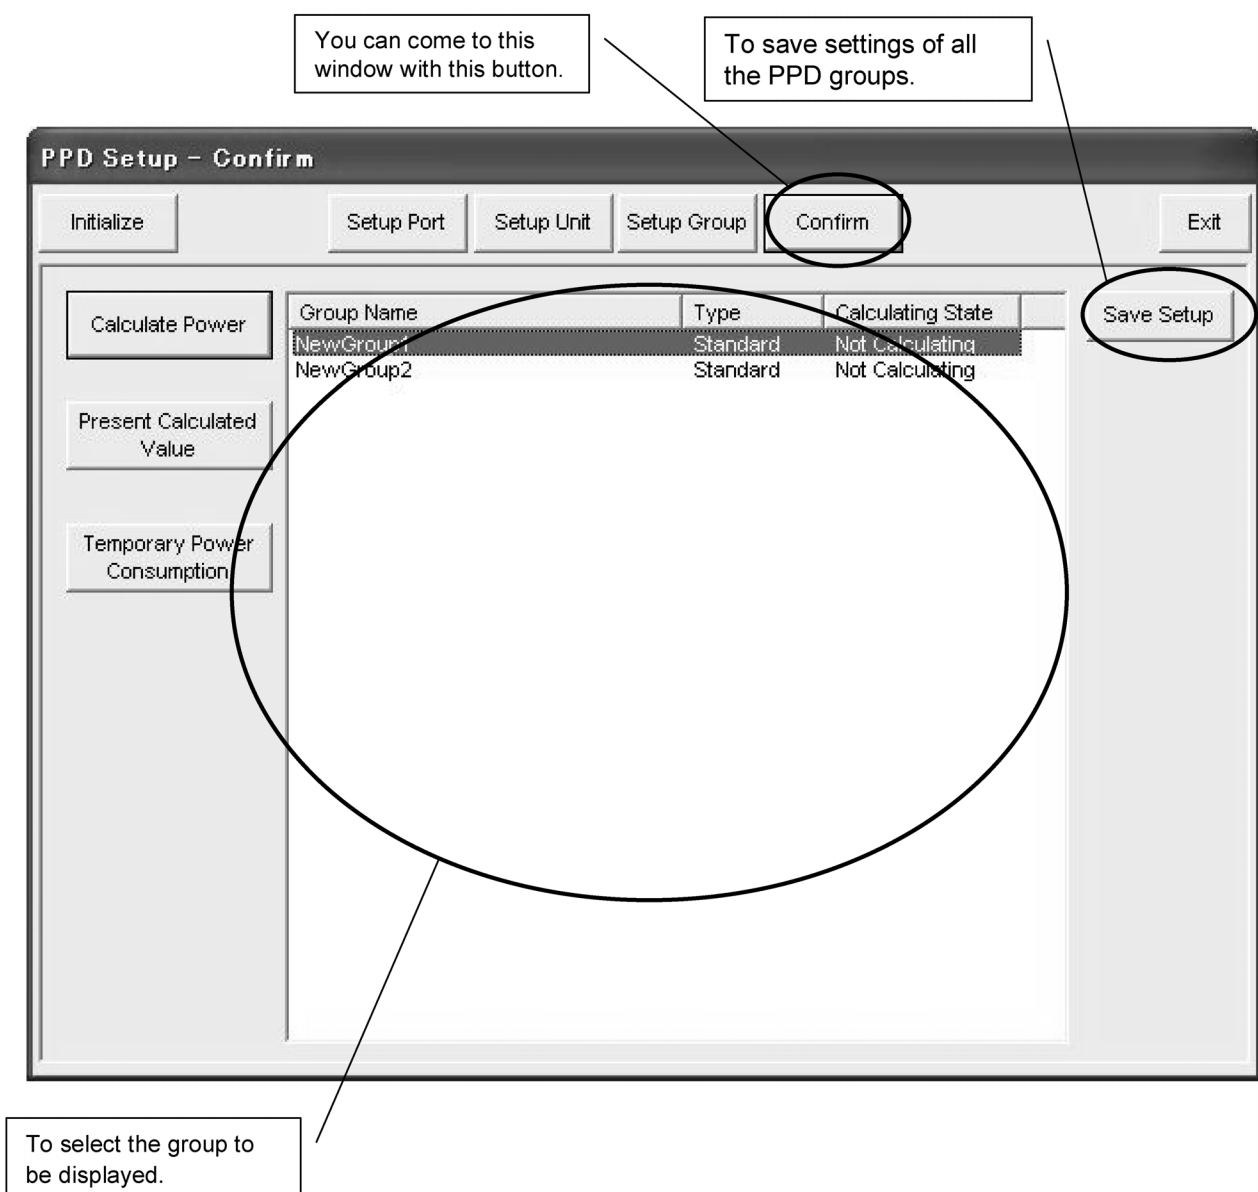 You can come to this
window with this button.
To save settings of all
the PPD groups.
PPD Setup - Confirm
Initialize
Setup Port
Setup Unit
Setup Group
Confirm
Exit
Calculate Power
Group Name Type Calculating State
Save Setup
NewGroup1 Standard Not Calculating
NewGroup2 Standard Not Calculating
Present Calculated
Value
Temporary Power
Consumption
To select the group to
be displayed.